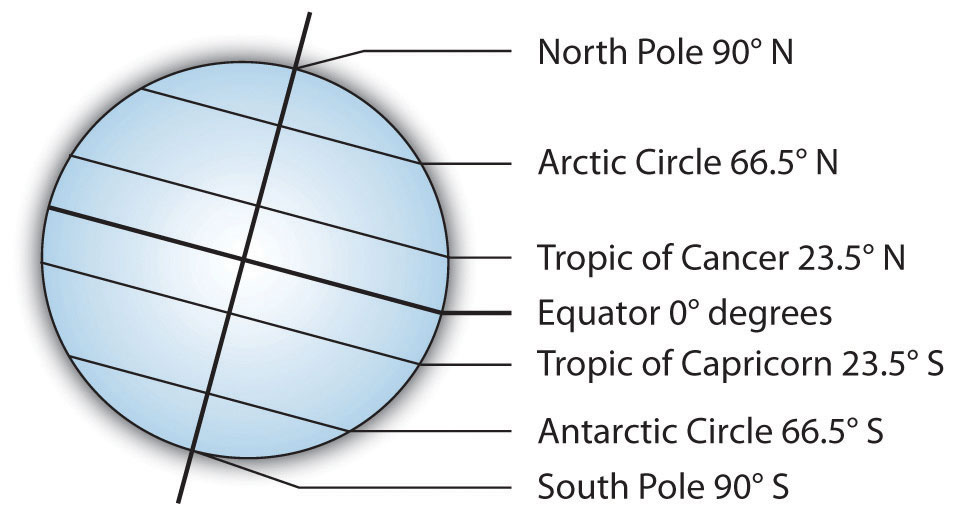 North Pole 90° N
Arctic Circle 66.5° N
Tropic of Cancer 23.5° N
Equator 0° degrees
Tropic of Capricorn 23.5° S
Antarctic Circle 66.5° S
South Pole 90° S